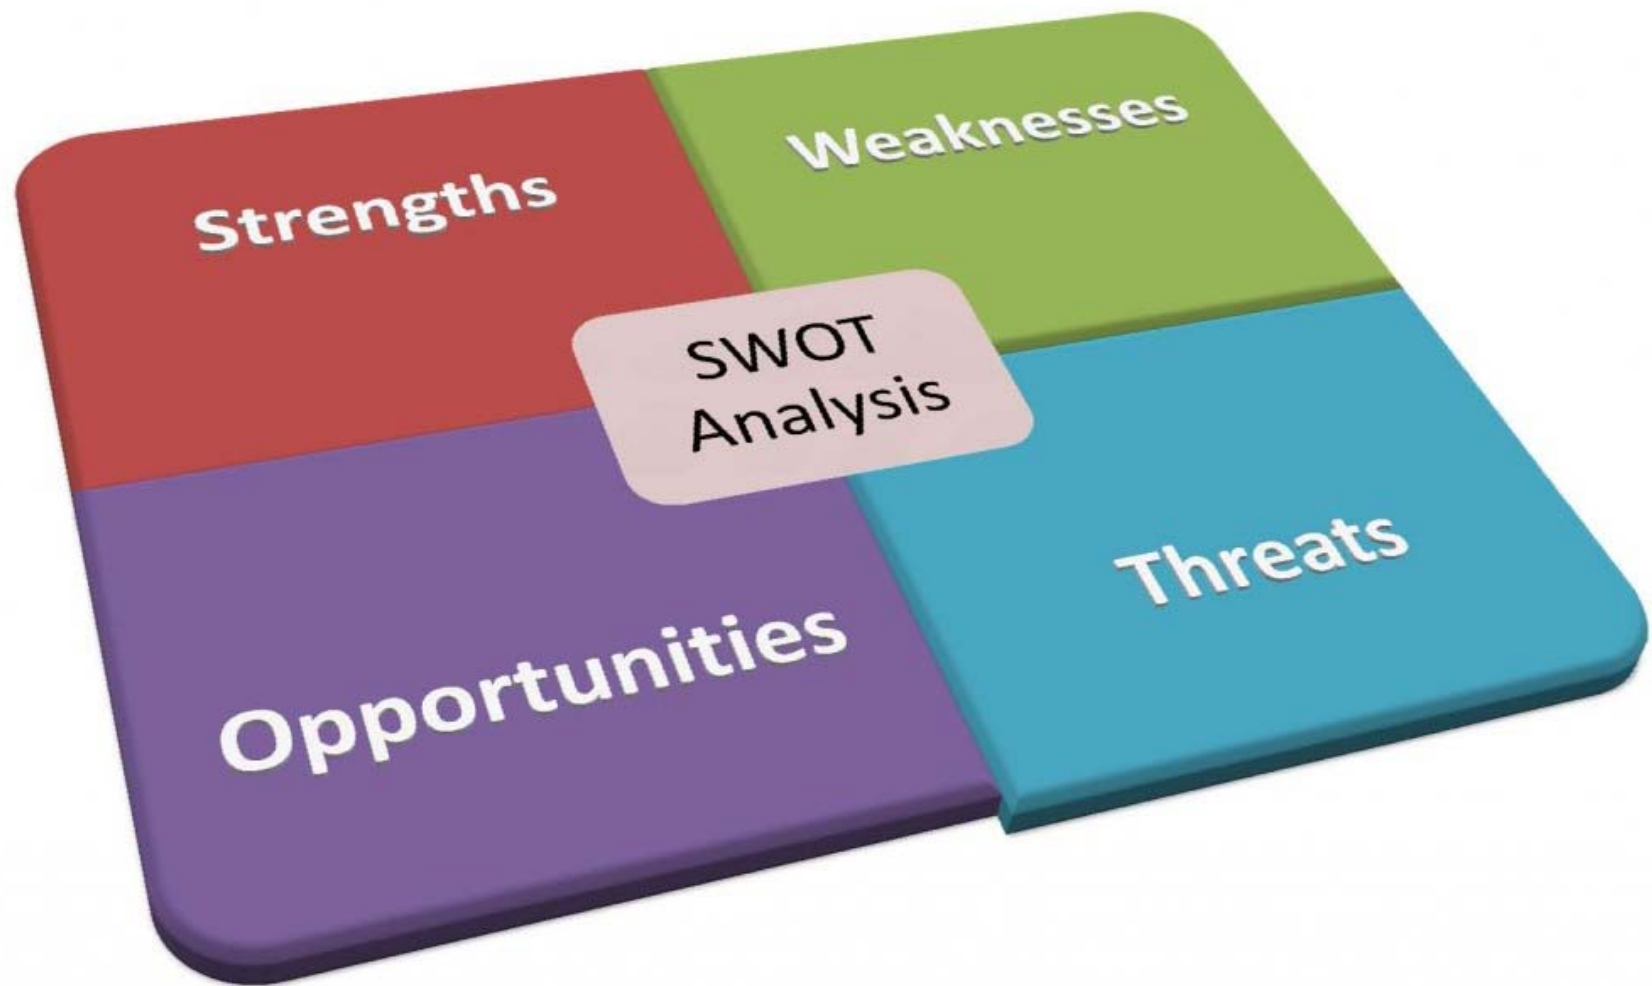 Strengths
Weaknesses
SWOT
Analysis
Opportunities
Threats